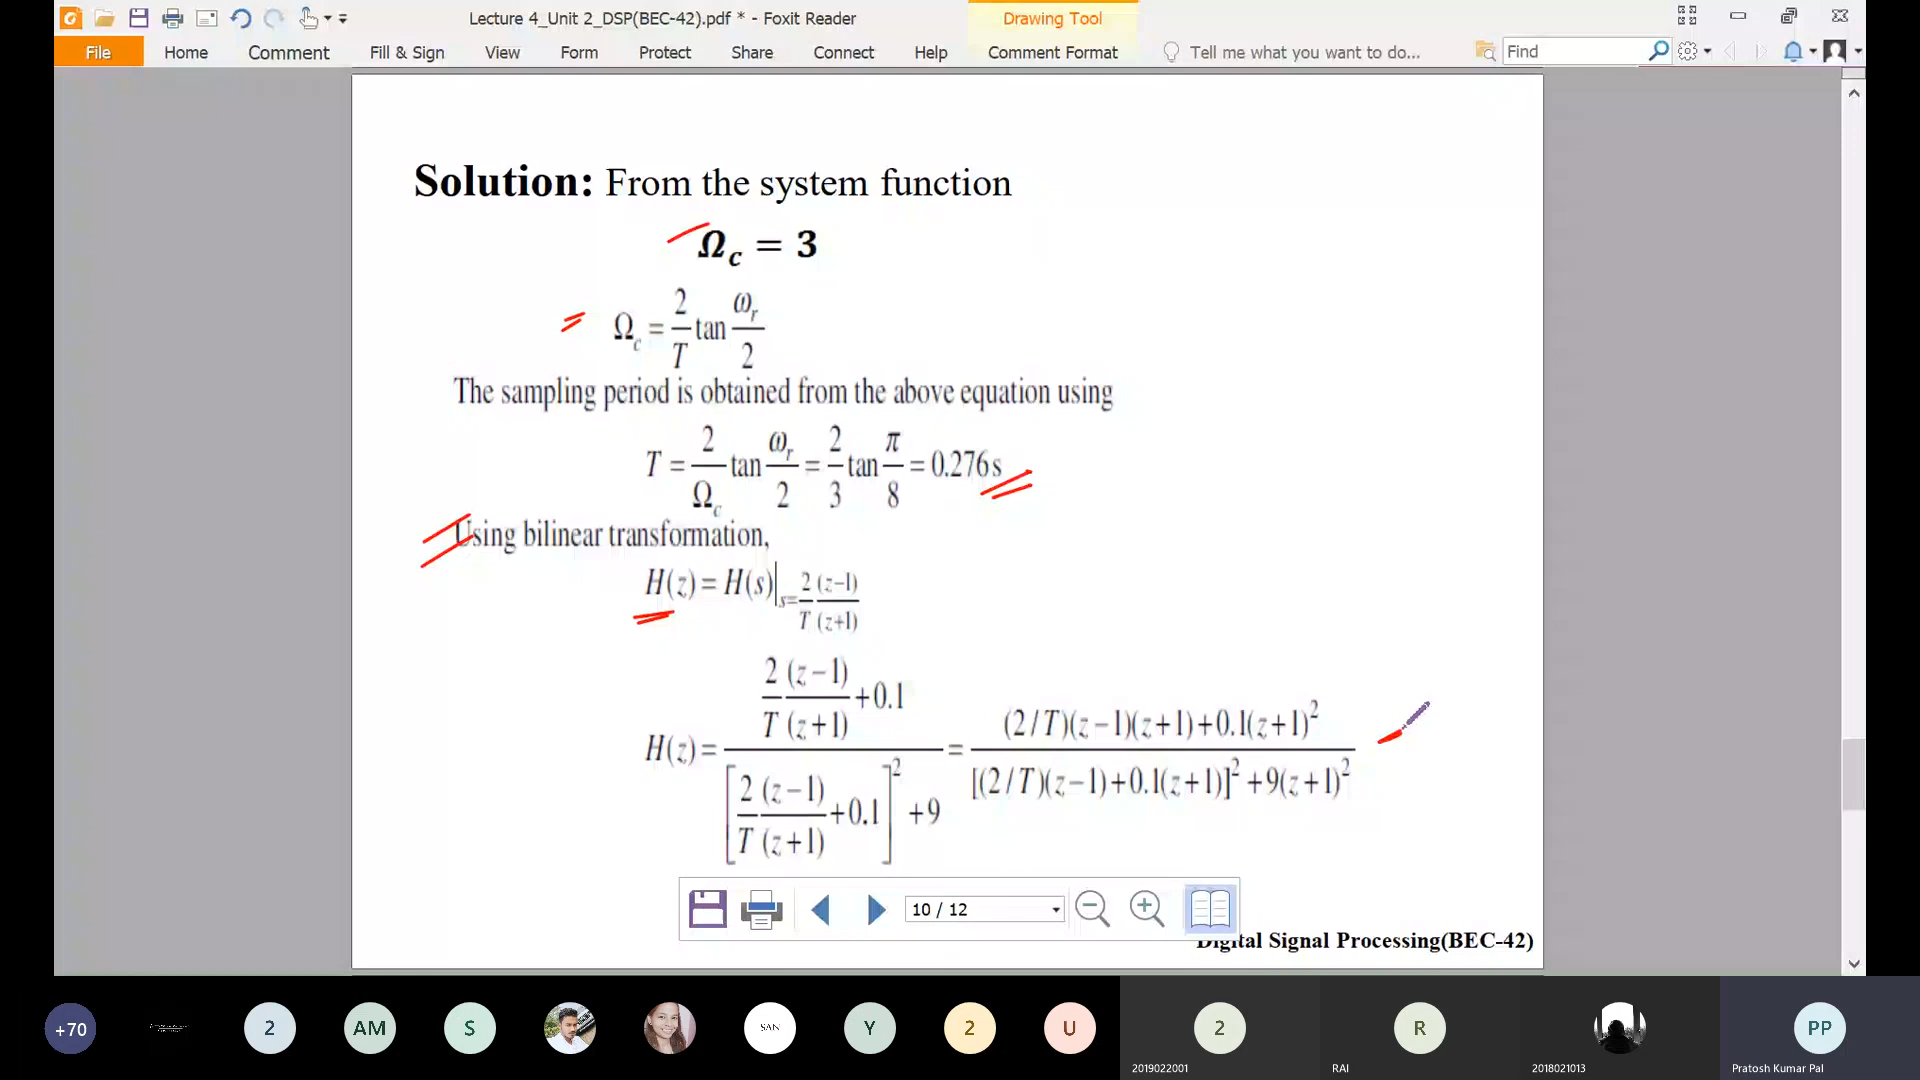 Lecture 4_Unit 2_DSP(BEC-42).pdf * - Foxit Reader
Drawing Tool
File Home Comment Fill & Sign View Form Protect Share Connect Help Comment Format Tell me what you want to do... Find
Solution: From the system function
Ω_c = 3
Ω_c = 2/T tan ω_r/2
The sampling period is obtained from the above equation using
T = 2/Ω_c tan ω_r/2 = 2/3 tan π/8 = 0.276 s
Using bilinear transformation,
H(z) = H(s)|_{s = 2/T (z−1)/(z+1)}
H(z) = (2/T (z−1)/(z+1) + 0.1) / ([2/T (z−1)/(z+1) + 0.1]² + 9) = ((2/T)(z−1)(z+1)+0.1(z+1)²) / ([(2/T)(z−1)+0.1(z+1)]² +9(z+1)²)
10 / 12
Digital Signal Processing(BEC-42)
+70 2 AM S SAN Y 2 U 2 R PP
2019022001 RAI 2018021013 Pratosh Kumar Pal